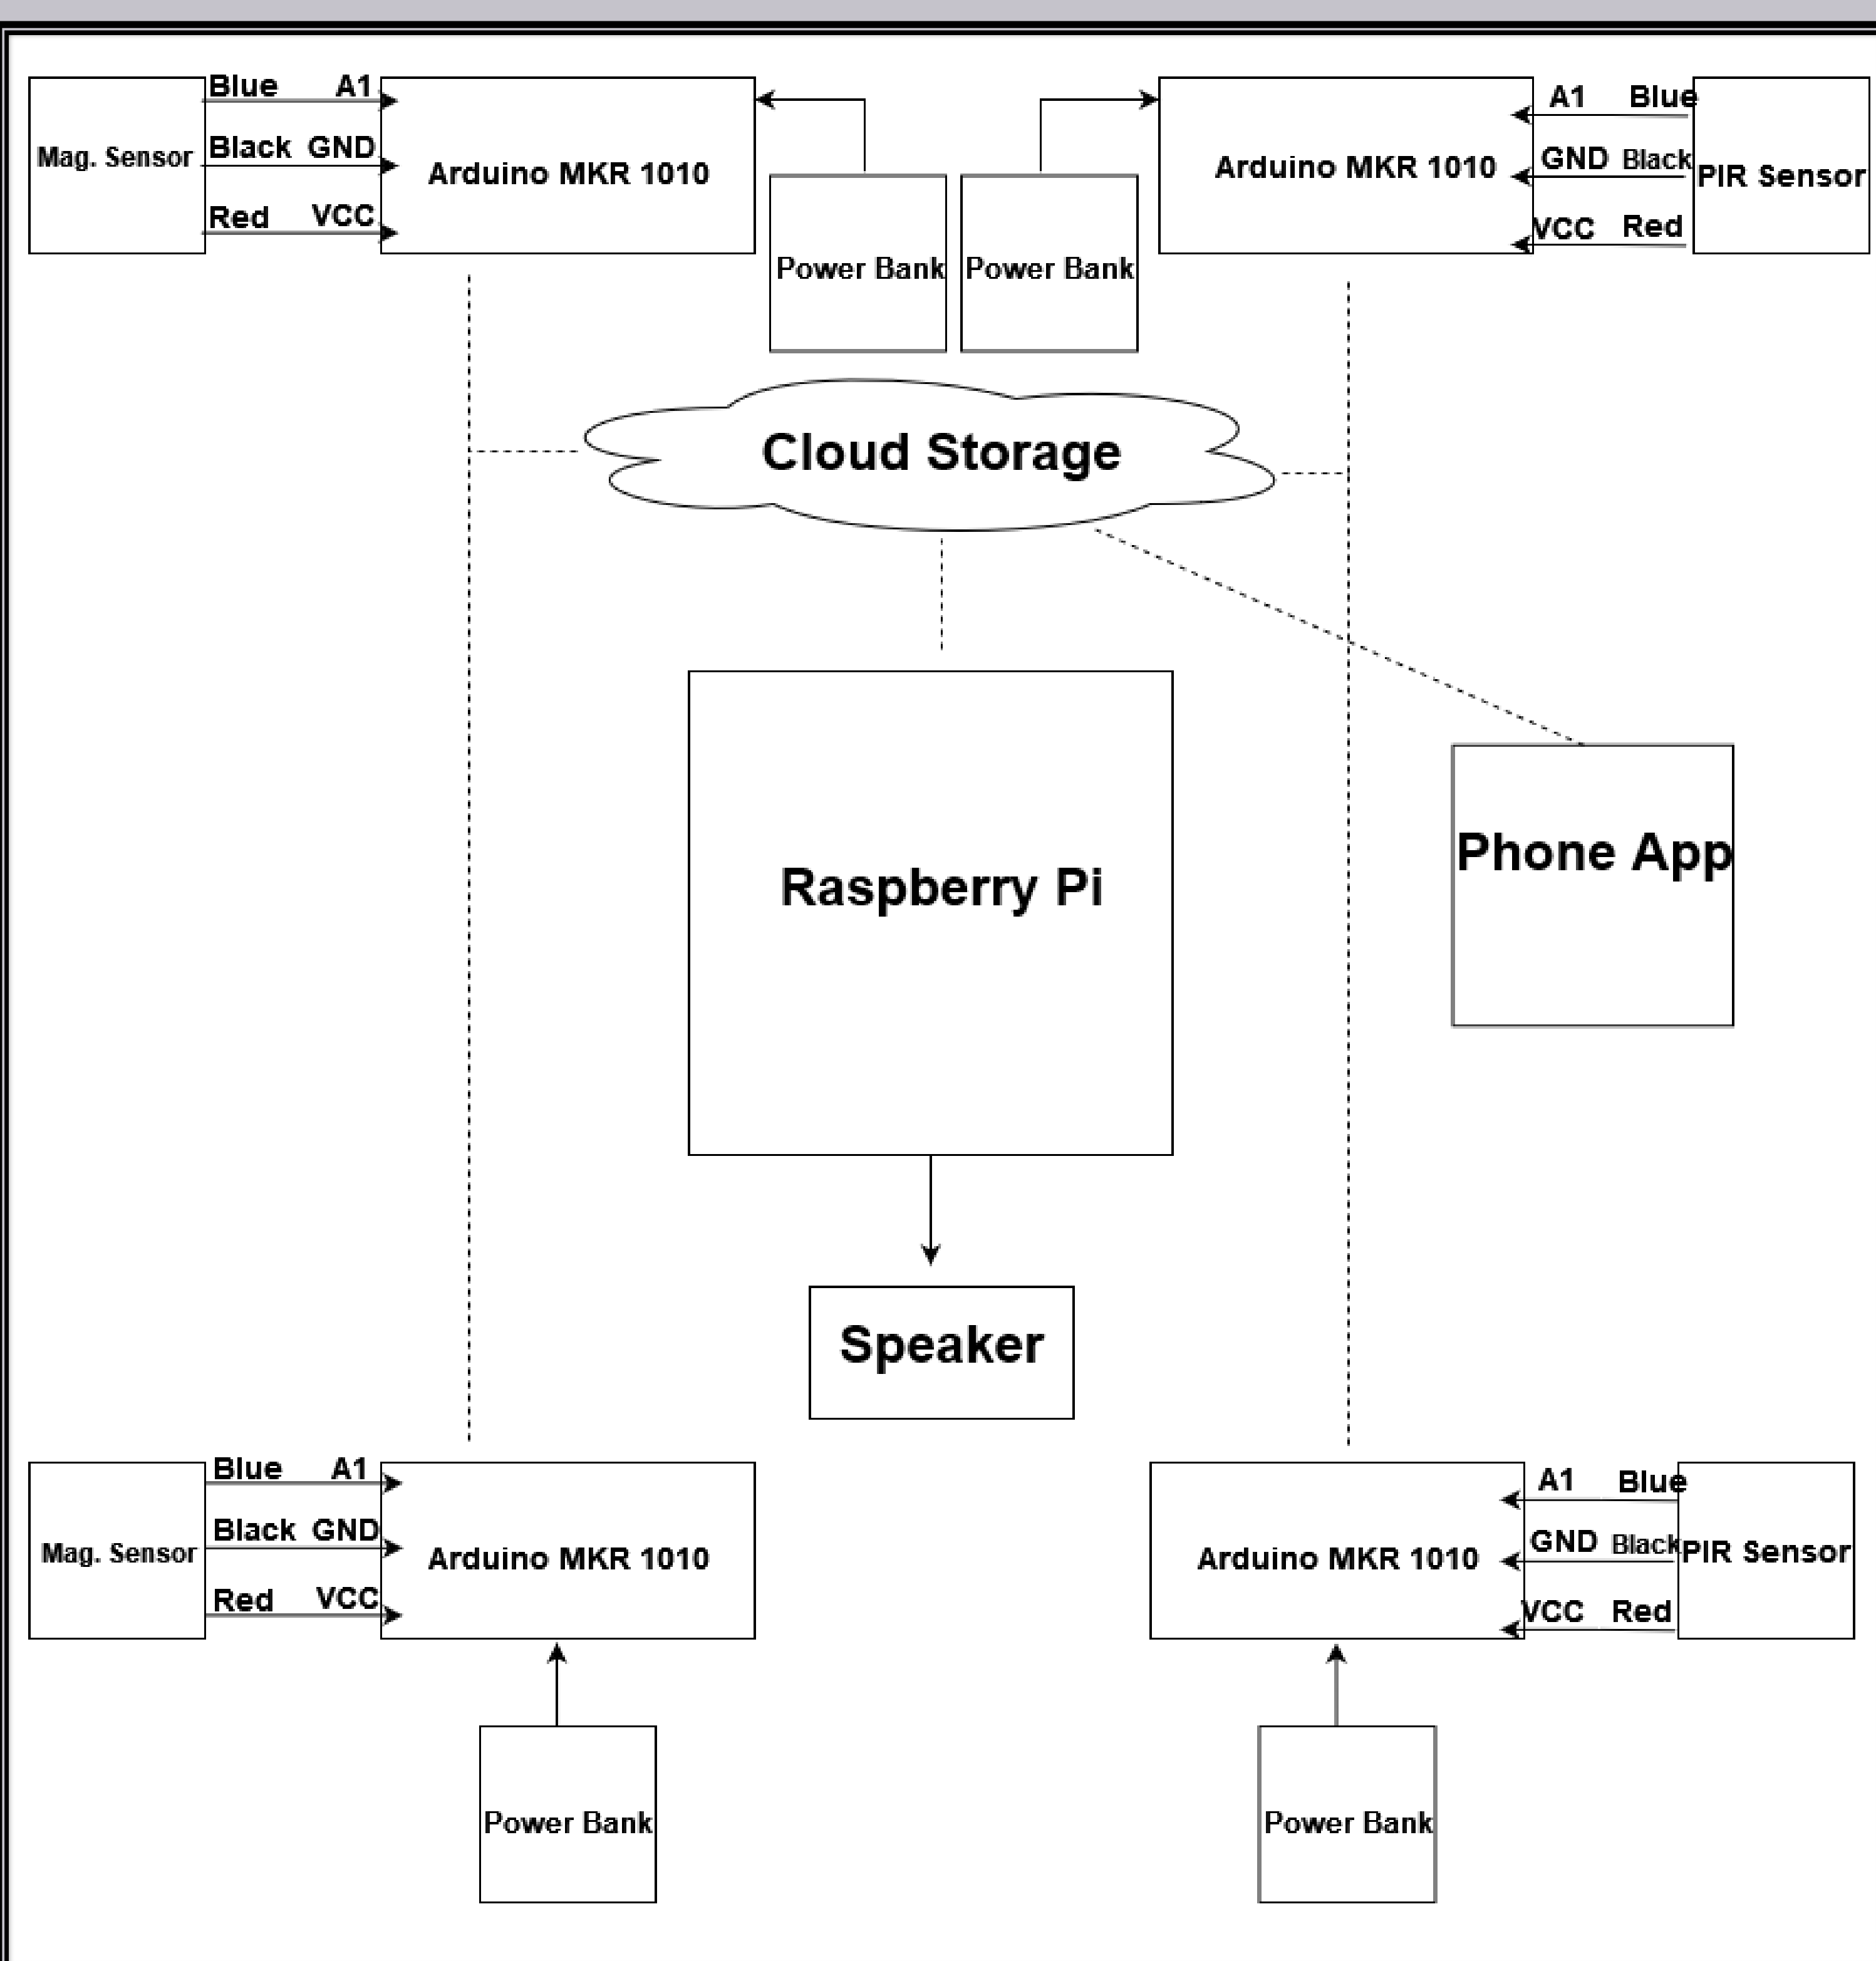 Blue A1
Black GND
Mag. Sensor
Red VCC
Arduino MKR 1010
Power Bank
Power Bank
Arduino MKR 1010
A1 Blue
GND Black
PIR Sensor
VCC Red
Cloud Storage
Raspberry Pi
Phone App
Speaker
Blue A1
Black GND
Mag. Sensor
Red VCC
Arduino MKR 1010
Arduino MKR 1010
A1 Blue
GND Black
PIR Sensor
VCC Red
Power Bank
Power Bank